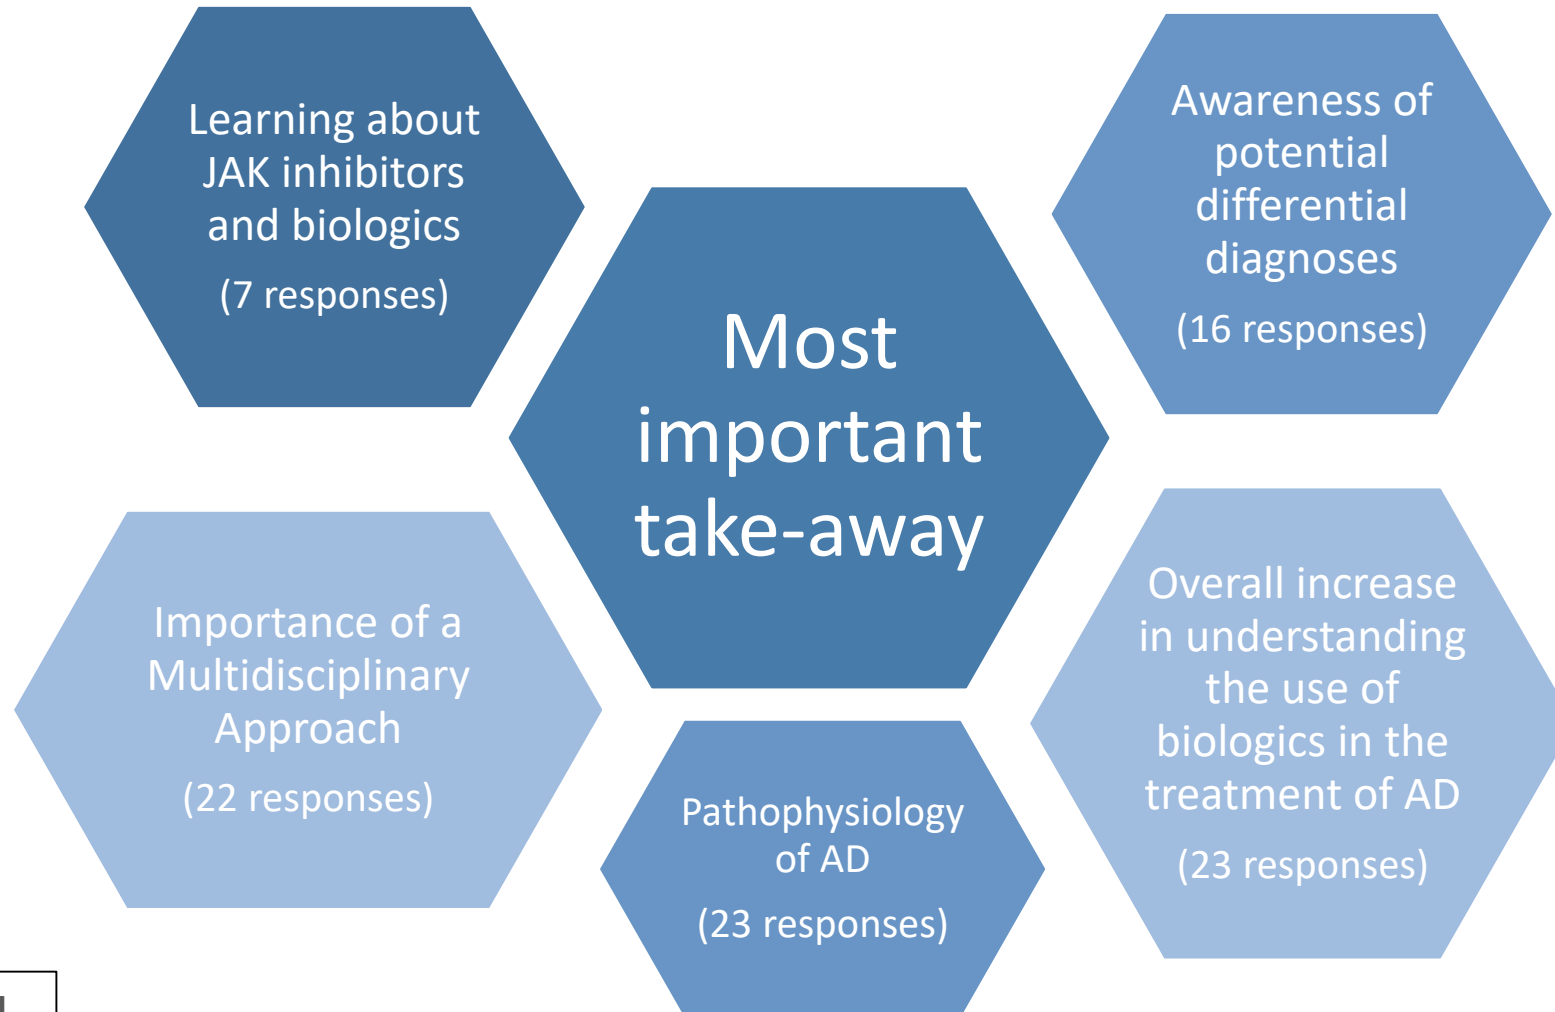 Learning about
JAK inhibitors
and biologics
(7 responses)
Awareness of
potential
differential
diagnoses
(16 responses)
Most
important
take-away
Importance of a
Multidisciplinary
Approach
(22 responses)
Overall increase
in understanding
the use of
biologics in the
treatment of AD
(23 responses)
Pathophysiology
of AD
(23 responses)